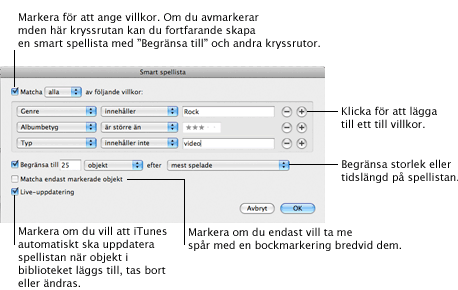 Markera för att ange villkor. Om du avmarkerar
mden här kryssrutan kan du fortfarande skapa
en smart spellista med "Begränsa till" och andra kryssrutor.
Smart spellista
Matcha alla av följande villkor:
Genre innehåller Rock
Albumbetyg är större än
Typ innehåller inte video
Klicka för att lägga
till ett till villkor.
Begränsa till 25 objekt efter mest spelade
Begränsa storlek eller
tidslängd på spellistan.
Matcha endast markerade objekt
Live-uppdatering
Avbryt OK
Markera om du vill att iTunes
automatiskt ska uppdatera
spellistan när objekt i
biblioteket läggs till, tas bort
eller ändras.
Markera om du endast vill ta me
spår med en bockmarkering bredvid dem.